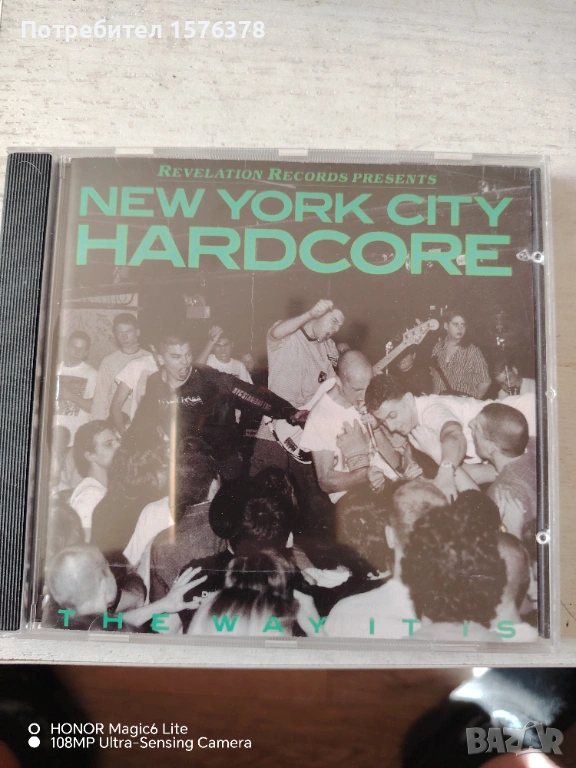 Потребител 1576378
REVELATION RECORDS PRESENTS
NEW YORK CITY
HARDCORE
THE WAY IT IS
HONOR Magic6 Lite
108MP Ultra-Sensing Camera
BAZAR